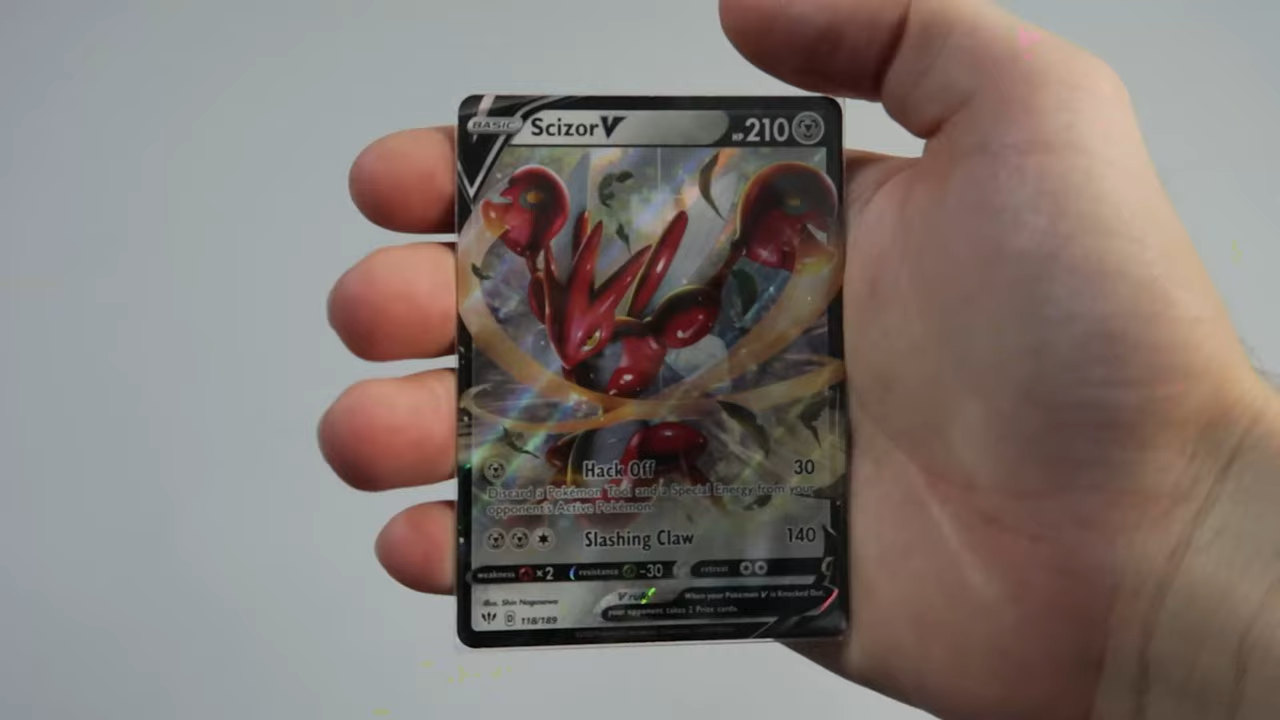 BASIC Scizor V HP 210
Hack Off 30
Discard a Pokémon Tool and a Special Energy from your
opponent's Active Pokémon.
Slashing Claw 140
weakness ×2 resistance -30 retreat
V rule When your Pokémon V is Knocked Out,
your opponent takes 2 Prize cards.
Illus. Shin Nagasawa
D 118/189